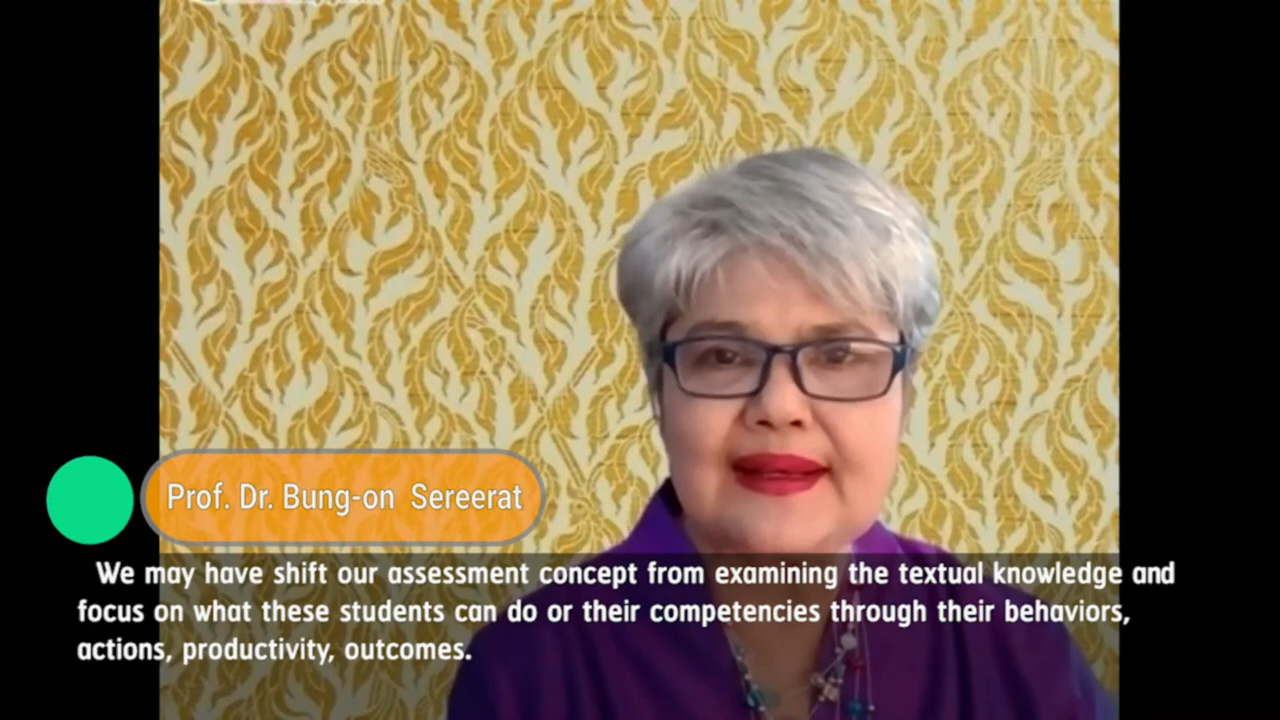 Prof. Dr. Bung-on Sereerat
We may have shift our assessment concept from examining the textual knowledge and
focus on what these students can do or their competencies through their behaviors,
actions, productivity, outcomes.